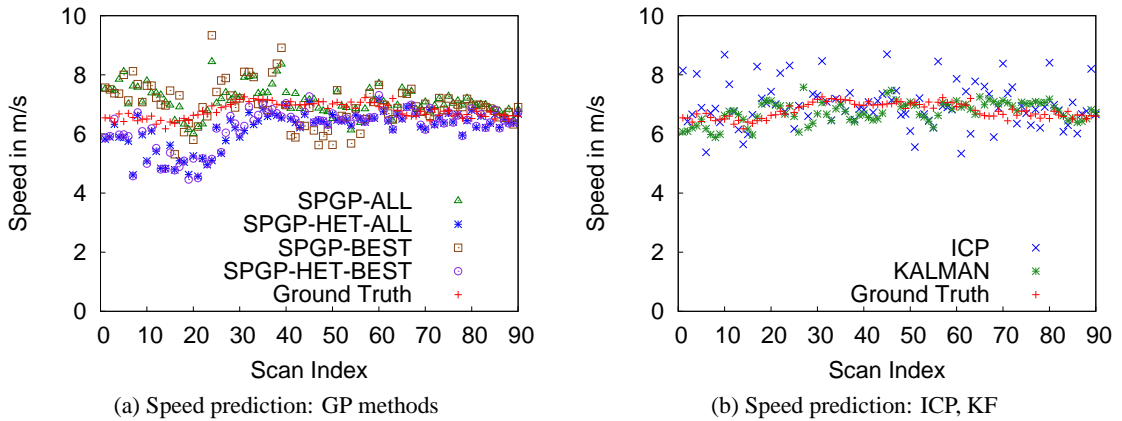 10
8
6
4
2
0
Speed in m/s
SPGP-ALL
SPGP-HET-ALL
SPGP-BEST
SPGP-HET-BEST
Ground Truth
0 10 20 30 40 50 60 70 80 90
Scan Index
(a) Speed prediction: GP methods
10
8
6
4
2
0
Speed in m/s
ICP
KALMAN
Ground Truth
0 10 20 30 40 50 60 70 80 90
Scan Index
(b) Speed prediction: ICP, KF